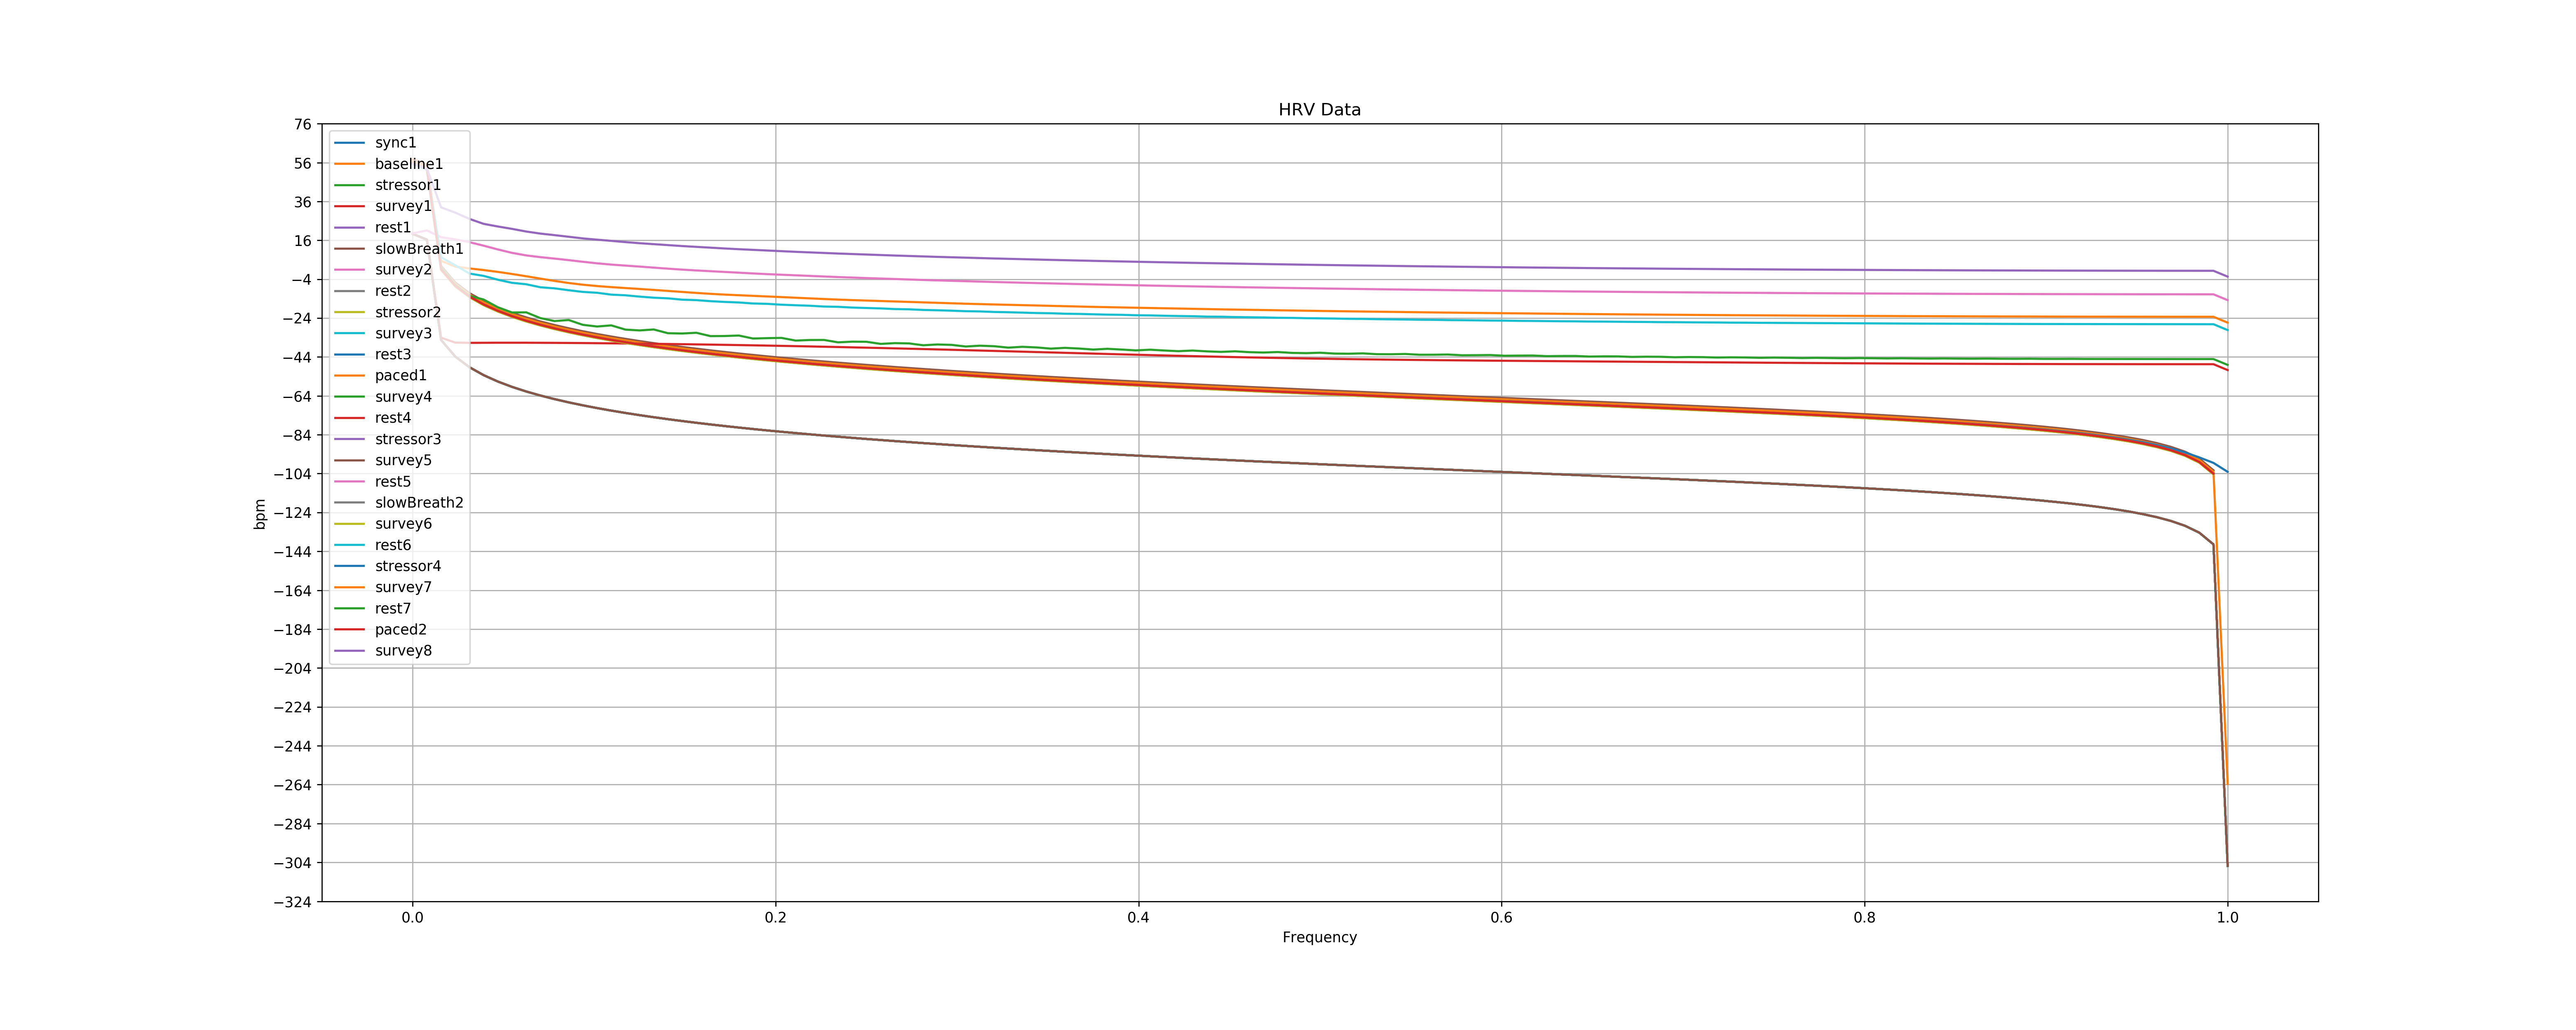 HRV Data
76
56
36
16
−4
−24
−44
−64
−84
−104
−124
−144
−164
−184
−204
−224
−244
−264
−284
−304
−324
bpm
sync1
baseline1
stressor1
survey1
rest1
slowBreath1
survey2
rest2
stressor2
survey3
rest3
paced1
survey4
rest4
stressor3
survey5
rest5
slowBreath2
survey6
rest6
stressor4
survey7
rest7
paced2
survey8
0.0 0.2 0.4 0.6 0.8 1.0
Frequency